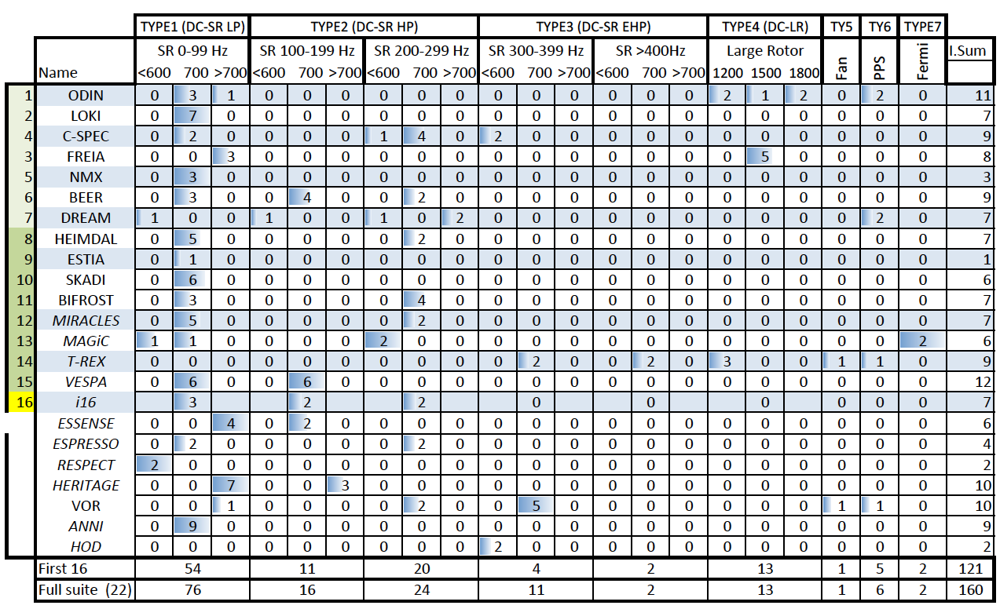 TYPE1 (DC-SR LP) TYPE2 (DC-SR HP) TYPE3 (DC-SR EHP) TYPE4 (DC-LR) TY5 TY6 TYPE7
SR 0-99 Hz SR 100-199 Hz SR 200-299 Hz SR 300-399 Hz SR >400Hz Large Rotor Fan PPS Fermi I.Sum
Name <600 700 >700 <600 700 >700 <600 700 >700 <600 700 >700 <600 700 >700 1200 1500 1800
1 ODIN 0 3 1 0 0 0 0 0 0 0 0 0 0 0 0 2 1 2 0 2 0 11
2 LOKI 0 7 0 0 0 0 0 0 0 0 0 0 0 0 0 0 0 0 0 0 0 7
4 C-SPEC 0 2 0 0 0 0 1 4 0 2 0 0 0 0 0 0 0 0 0 0 0 9
3 FREIA 0 0 3 0 0 0 0 0 0 0 0 0 0 0 0 0 5 0 0 0 0 8
5 NMX 0 3 0 0 0 0 0 0 0 0 0 0 0 0 0 0 0 0 0 0 0 3
6 BEER 0 3 0 0 4 0 0 2 0 0 0 0 0 0 0 0 0 0 0 0 0 9
7 DREAM 1 0 0 1 0 0 1 0 2 0 0 0 0 0 0 0 0 0 0 2 0 7
8 HEIMDAL 0 5 0 0 0 0 0 2 0 0 0 0 0 0 0 0 0 0 0 0 0 7
9 ESTIA 0 1 0 0 0 0 0 0 0 0 0 0 0 0 0 0 0 0 0 0 0 1
10 SKADI 0 6 0 0 0 0 0 0 0 0 0 0 0 0 0 0 0 0 0 0 0 6
11 BIFROST 0 3 0 0 0 0 0 4 0 0 0 0 0 0 0 0 0 0 0 0 0 7
12 MIRACLES 0 5 0 0 0 0 0 2 0 0 0 0 0 0 0 0 0 0 0 0 0 7
13 MAGiC 1 1 0 0 0 0 2 0 0 0 0 0 0 0 0 0 0 0 0 0 2 6
14 T-REX 0 0 0 0 0 0 0 0 0 0 2 0 0 2 0 3 0 0 1 1 0 9
15 VESPA 0 6 0 0 6 0 0 0 0 0 0 0 0 0 0 0 0 0 0 0 0 12
16 i16 3 2 2 0 0 0 0 0 0 0 0 7
ESSENSE 0 0 4 0 2 0 0 0 0 0 0 0 0 0 0 0 0 0 0 0 0 6
ESPRESSO 0 2 0 0 0 0 0 2 0 0 0 0 0 0 0 0 0 0 0 0 0 4
RESPECT 2 0 0 0 0 0 0 0 0 0 0 0 0 0 0 0 0 0 0 0 0 2
HERITAGE 0 0 7 0 0 3 0 0 0 0 0 0 0 0 0 0 0 0 0 0 0 10
VOR 0 0 1 0 0 0 0 2 0 0 5 0 0 0 0 0 0 0 1 1 0 10
ANNI 0 9 0 0 0 0 0 0 0 0 0 0 0 0 0 0 0 0 0 0 0 9
HOD 0 0 0 0 0 0 0 0 0 2 0 0 0 0 0 0 0 0 0 0 0 2
First 16 54 11 20 4 2 13 1 5 2 121
Full suite (22) 76 16 24 11 2 13 1 6 2 160